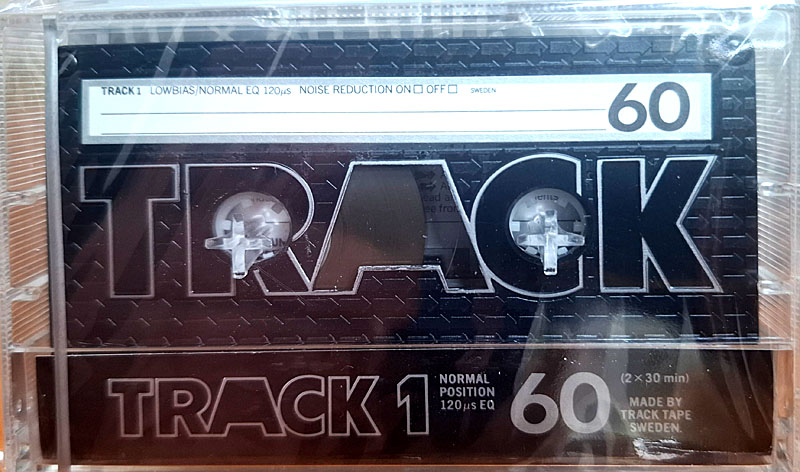 TRACK 1 LOWBIAS/NORMAL EQ 120µs NOISE REDUCTION ON □ OFF □ SWEDEN
60
TRACK
TRACK 1
NORMAL
POSITION
120µs EQ
60
(2 × 30 min)
MADE BY
TRACK TAPE
SWEDEN.